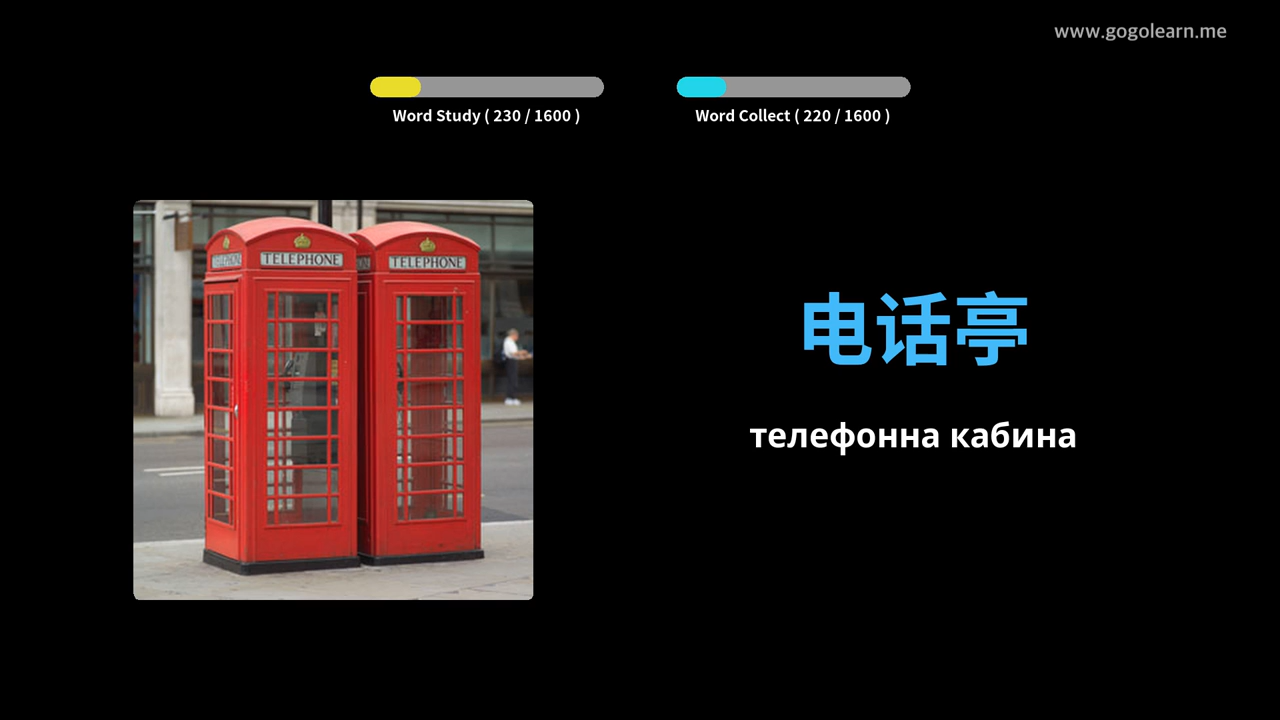 www.gogolearn.me
Word Study ( 230 / 1600 )
Word Collect ( 220 / 1600 )
TELEPHONE
TELEPHONE
电话亭
телефонна кабина